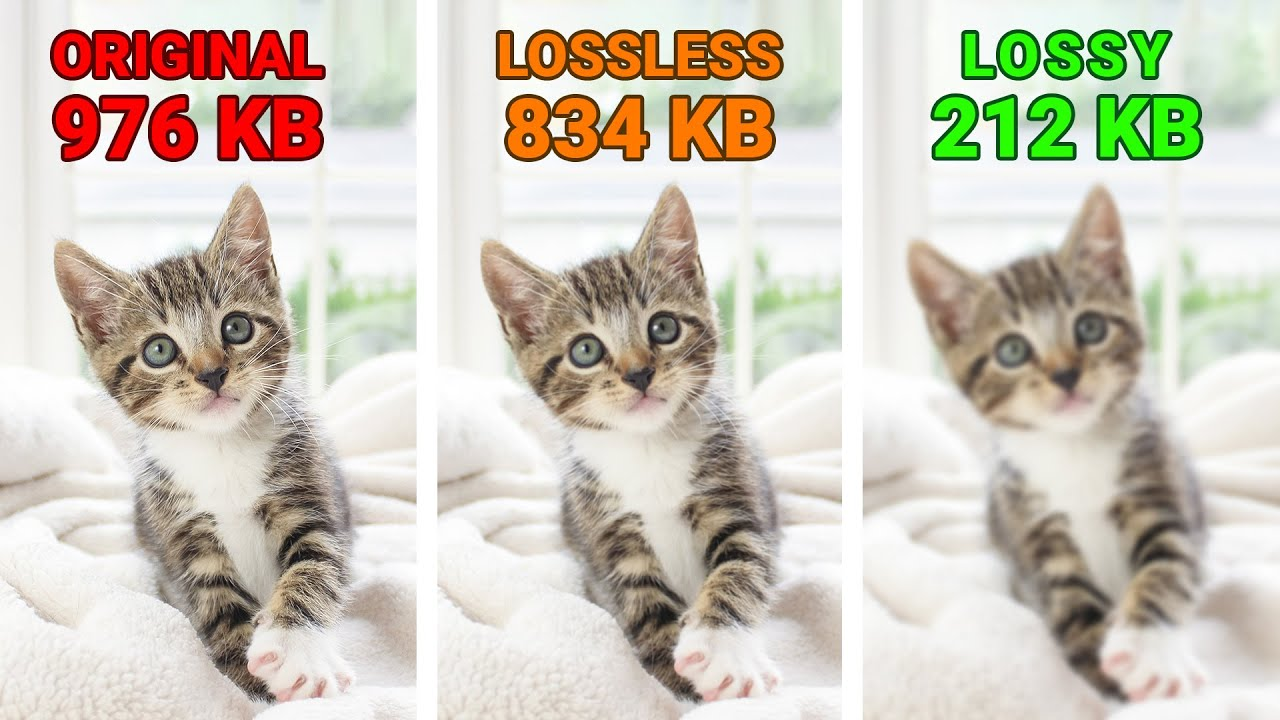 ORIGINAL
976 KB
LOSSLESS
834 KB
LOSSY
212 KB